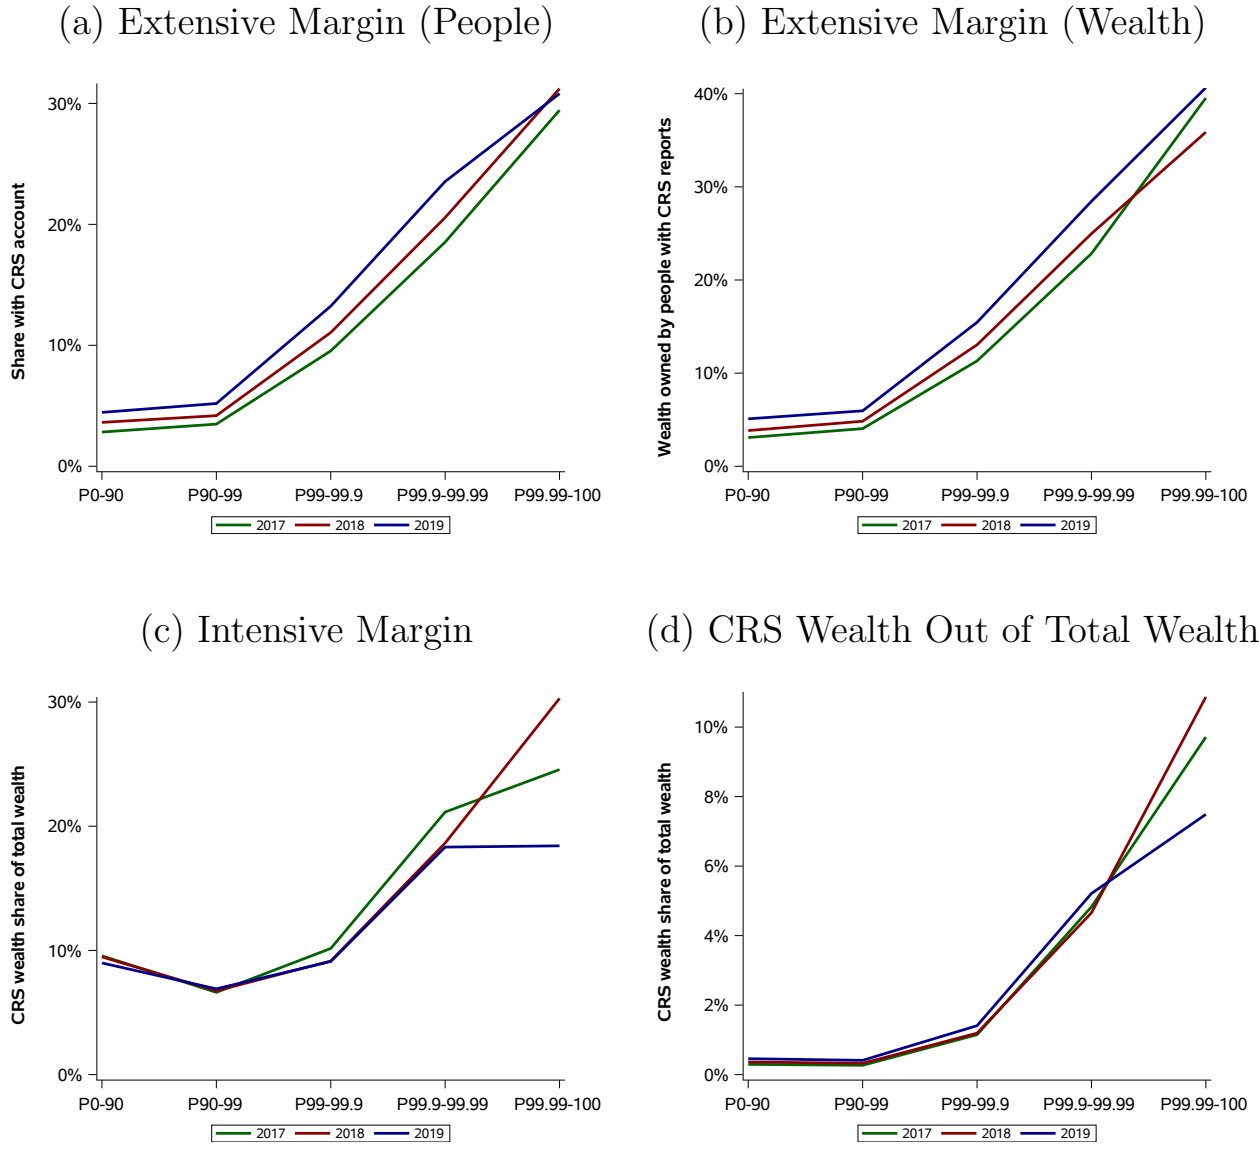 (a) Extensive Margin (People)
Share with CRS account
30%
20%
10%
0%
P0-90 P90-99 P99-99.9 P99.9-99.99 P99.99-100
2017 2018 2019
(b) Extensive Margin (Wealth)
Wealth owned by people with CRS reports
40%
30%
20%
10%
0%
P0-90 P90-99 P99-99.9 P99.9-99.99 P99.99-100
2017 2018 2019
(c) Intensive Margin
CRS wealth share of total wealth
30%
20%
10%
0%
P0-90 P90-99 P99-99.9 P99.9-99.99 P99.99-100
2017 2018 2019
(d) CRS Wealth Out of Total Wealth
CRS wealth share of total wealth
10%
8%
6%
4%
2%
0%
P0-90 P90-99 P99-99.9 P99.9-99.99 P99.99-100
2017 2018 2019